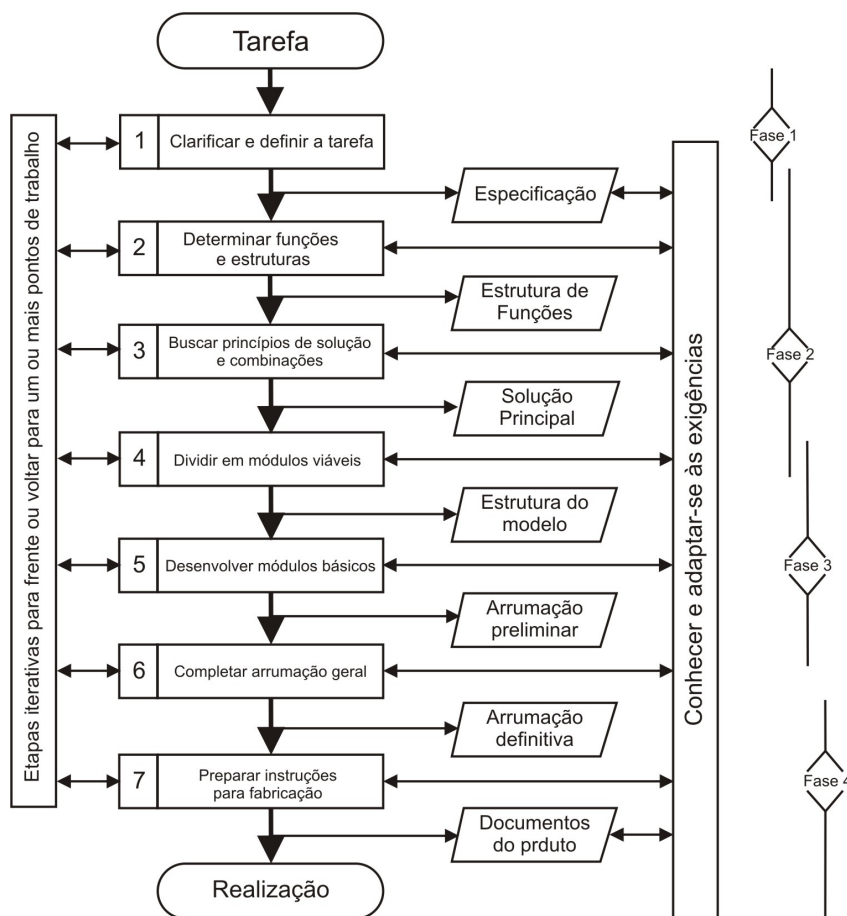 Tarefa
Etapas iterativas para frente ou voltar para um ou mais pontos de trabalho
1
Clarificar e definir a tarefa
Especificação
2
Determinar funções
e estruturas
Estrutura de
Funções
3
Buscar princípios de solução
e combinações
Solução
Principal
4
Dividir em módulos viáveis
Estrutura do
modelo
5
Desenvolver módulos básicos
Arrumação
preliminar
6
Completar arrumação geral
Arrumação
definitiva
7
Preparar instruções
para fabricação
Documentos
do prduto
Realização
Conhecer e adaptar-se às exigências
Fase 1
Fase 2
Fase 3
Fase 4